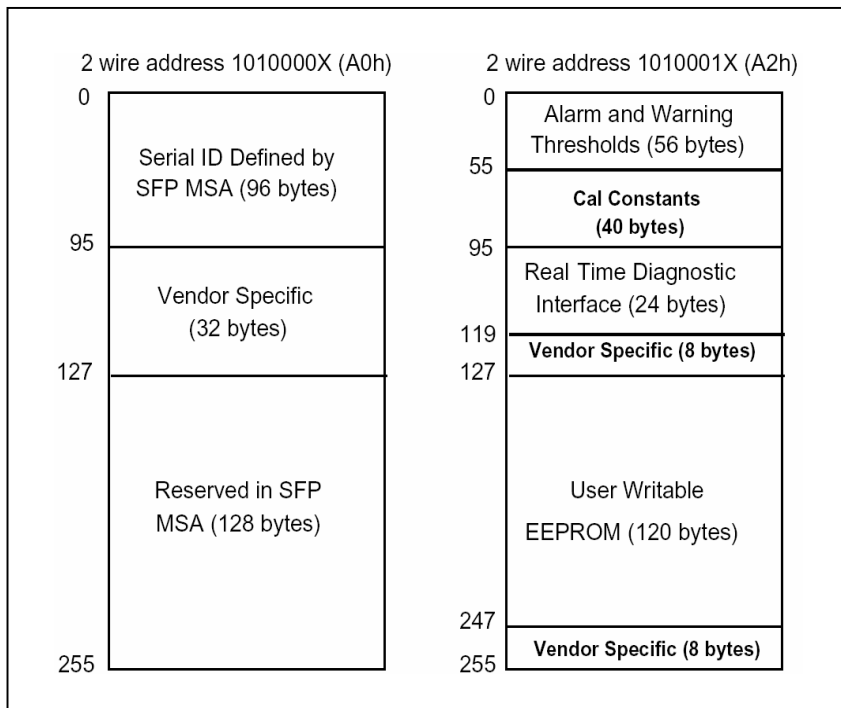 2 wire address 1010000X (A0h)
0
Serial ID Defined by
SFP MSA (96 bytes)
95
Vendor Specific
(32 bytes)
127
Reserved in SFP
MSA (128 bytes)
255
2 wire address 1010001X (A2h)
0
Alarm and Warning
Thresholds (56 bytes)
55
Cal Constants
(40 bytes)
95
Real Time Diagnostic
Interface (24 bytes)
119
Vendor Specific (8 bytes)
127
User Writable
EEPROM (120 bytes)
247
Vendor Specific (8 bytes)
255